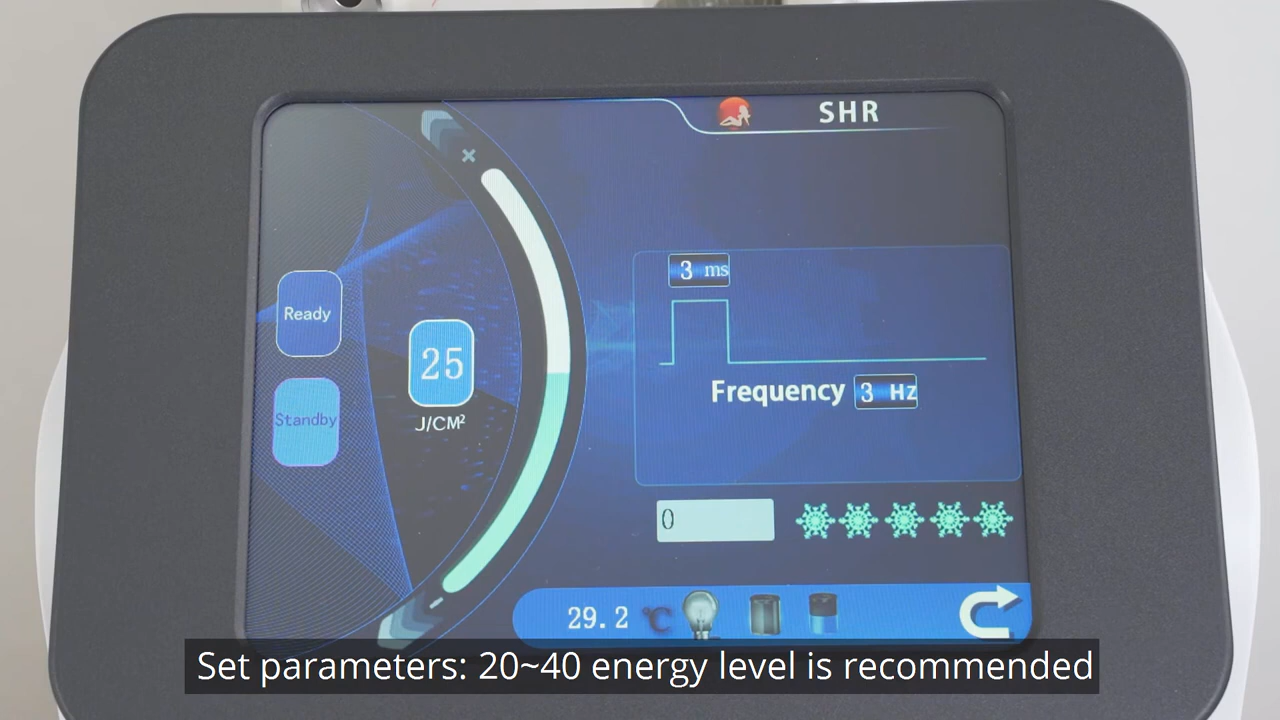 SHR
3 ms
Ready
25
J/CM²
Standby
Frequency 3 Hz
0
29.2 °C
Set parameters: 20~40 energy level is recommended